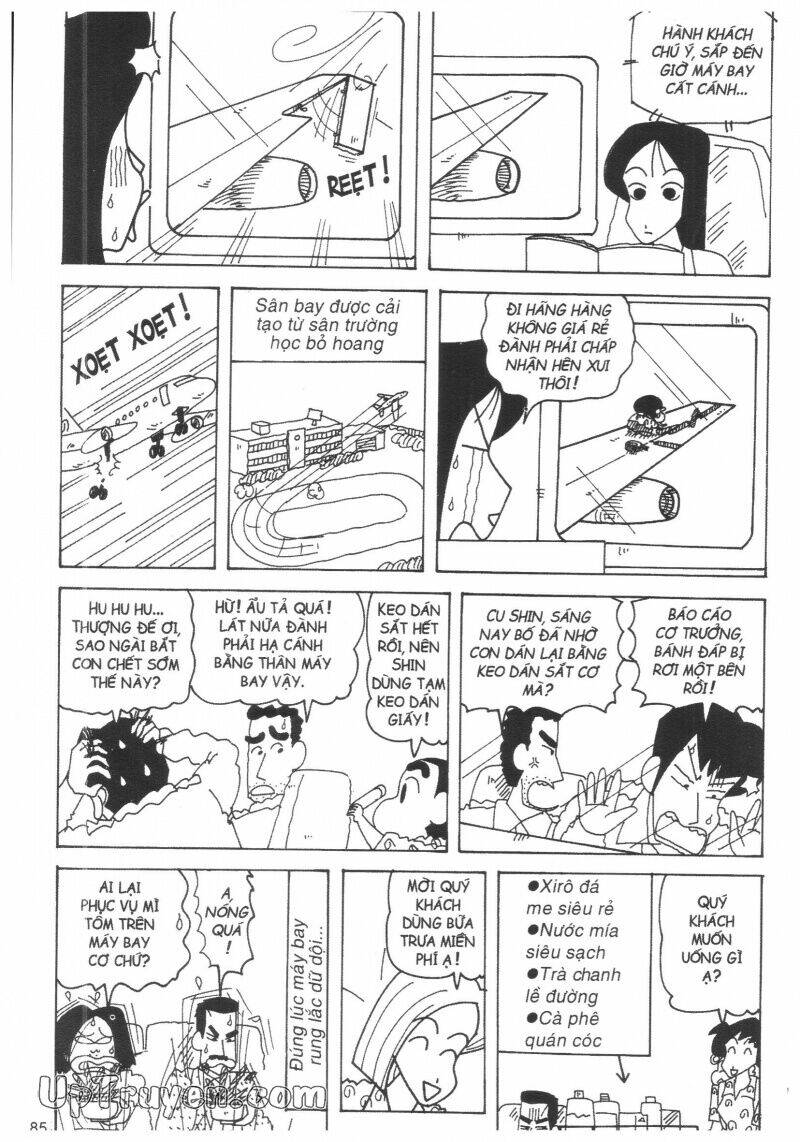 HÀNH KHÁCH
CHÚ Ý, SẮP ĐẾN
GIỜ MÁY BAY
CẤT CÁNH...
REẸT!
ĐI HÃNG HÀNG
KHÔNG GIÁ RẺ
ĐÀNH PHẢI CHẤP
NHẬN HÊN XUI
THÔI!
Sân bay được cải
tạo từ sân trường
học bỏ hoang
XOẸT XOẸT!
BÁO CÁO
CƠ TRƯỞNG,
BÁNH ĐÁP BỊ
RƠI MỘT BÊN
RỒI!
CU SHIN, SÁNG
NAY BỐ ĐÃ NHỜ
CON DÁN LẠI BẰNG
KEO DÁN SẮT CƠ
MÀ?
KEO DÁN
SẮT HẾT
RỒI, NÊN
SHIN
DÙNG TẠM
KEO DÁN
GIẤY!
HỪ! ẨU TẢ QUÁ!
LÁT NỮA ĐÀNH
PHẢI HẠ CÁNH
BẰNG THÂN MÁY
BAY VẬY.
HU HU HU...
THƯỢNG ĐẾ ƠI,
SAO NGÀI BẮT
CON CHẾT SỚM
THẾ NÀY?
QUÝ
KHÁCH
MUỐN
UỐNG GÌ
Ạ?
●Xirô đá
me siêu rẻ
●Nước mía
siêu sạch
●Trà chanh
lề đường
●Cà phê
quán cóc
MỜI QUÝ
KHÁCH
DÙNG BỮA
TRƯA MIỄN
PHÍ Ạ!
Đúng lúc máy bay
rung lắc dữ dội...
A
NÓNG
QUÁ
!
AI LẠI
PHỤC VỤ MÌ
TÔM TRÊN
MÁY BAY
CƠ CHỨ?
UpTruyen.com
85